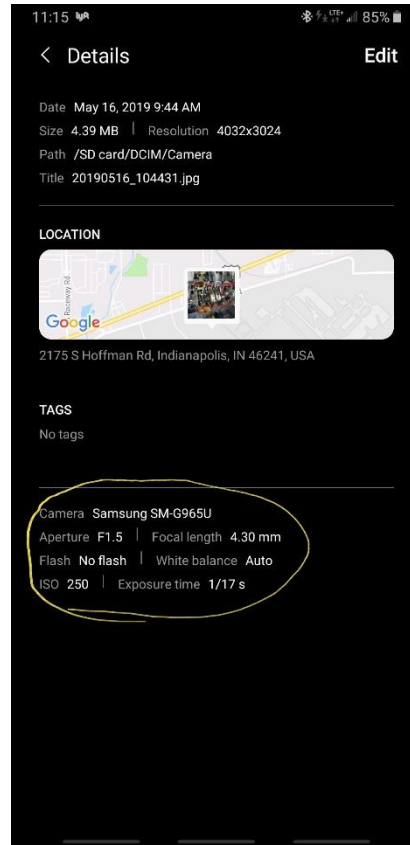 11:15 lyft 85%
Details Edit
Date May 16, 2019 9:44 AM
Size 4.39 MB | Resolution 4032x3024
Path /SD card/DCIM/Camera
Title 20190516_104431.jpg
LOCATION
Raceway Rd
Google
2175 S Hoffman Rd, Indianapolis, IN 46241, USA
TAGS
No tags
Camera Samsung SM-G965U
Aperture F1.5 | Focal length 4.30 mm
Flash No flash | White balance Auto
ISO 250 | Exposure time 1/17 s